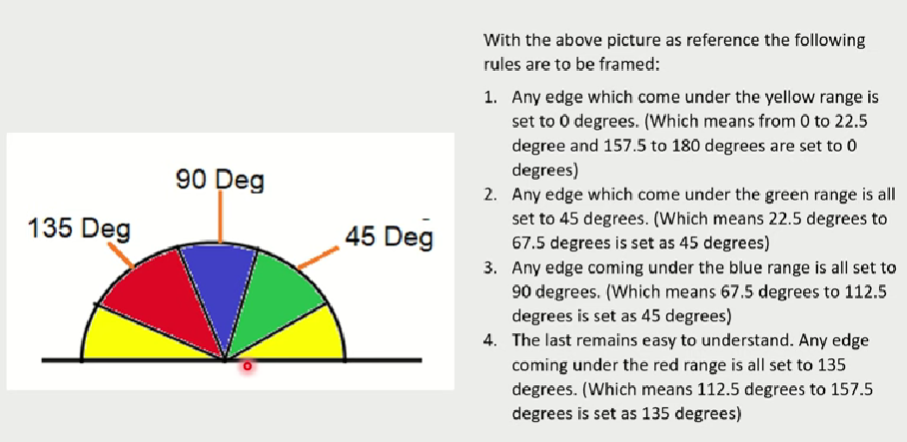 With the above picture as reference the following
rules are to be framed:
1. Any edge which come under the yellow range is
set to 0 degrees. (Which means from 0 to 22.5
degree and 157.5 to 180 degrees are set to 0
degrees)
2. Any edge which come under the green range is all
set to 45 degrees. (Which means 22.5 degrees to
67.5 degrees is set as 45 degrees)
3. Any edge coming under the blue range is all set to
90 degrees. (Which means 67.5 degrees to 112.5
degrees is set as 45 degrees)
4. The last remains easy to understand. Any edge
coming under the red range is all set to 135
degrees. (Which means 112.5 degrees to 157.5
degrees is set as 135 degrees)
90 Deg
135 Deg
45 Deg